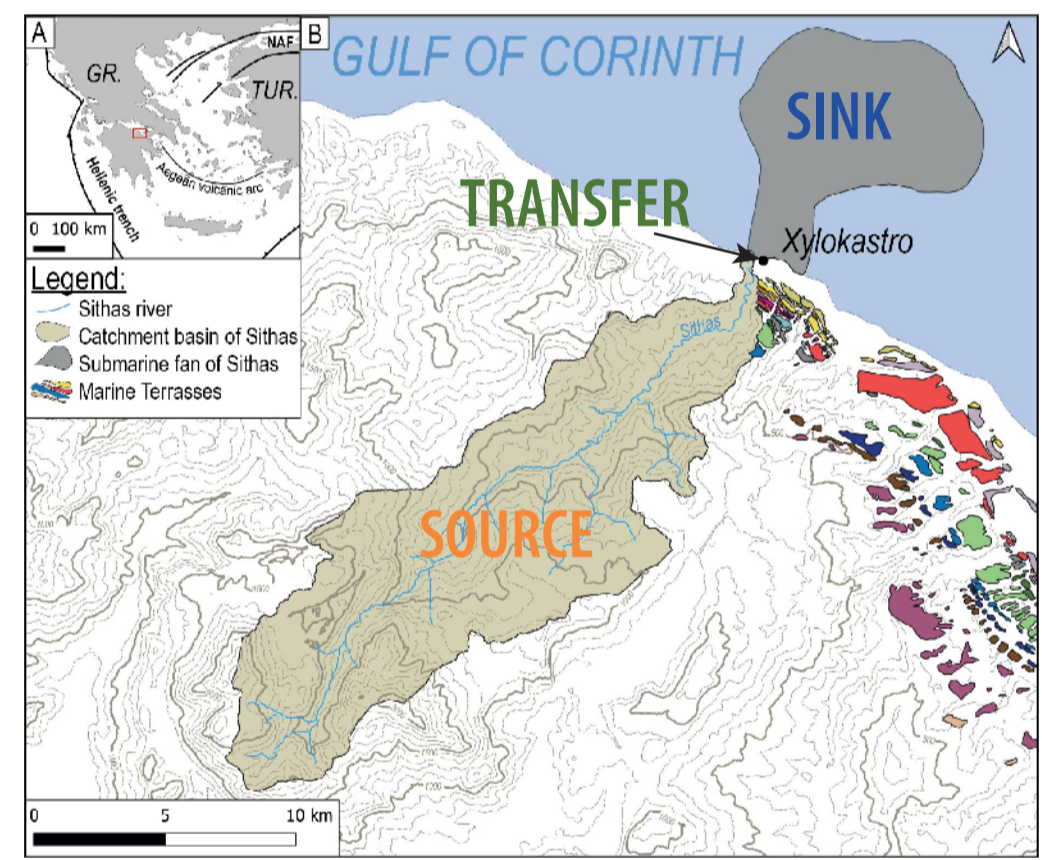 A
NAF
GR.
TUR.
Aegean volcanic arc
Hellenic trench
0 100 km
Legend:
Sithas river
Catchment basin of Sithas
Submarine fan of Sithas
Marine Terrasses
B
GULF OF CORINTH
SINK
TRANSFER
Xylokastro
Sithas
SOURCE
0 5 10 km